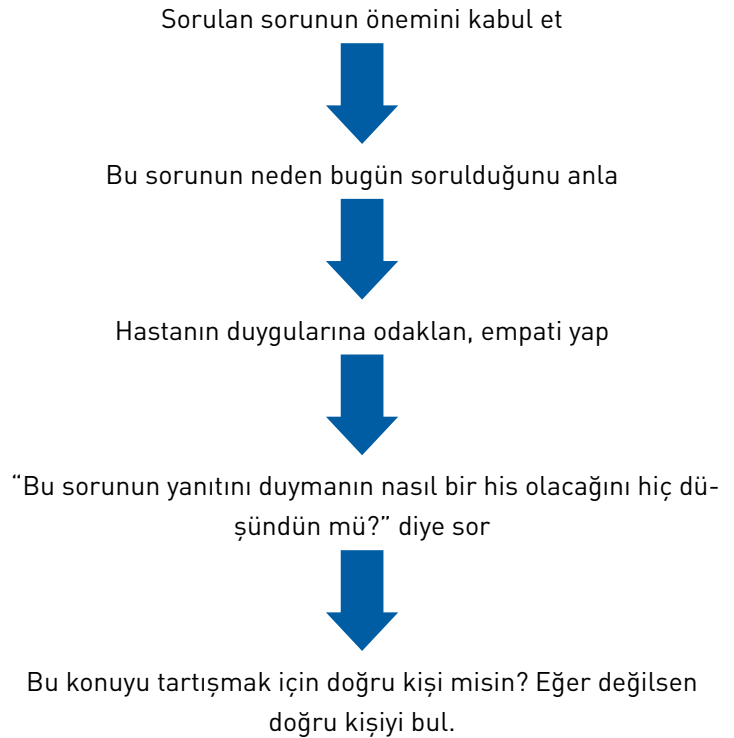 Sorulan sorunun önemini kabul et
Bu sorunun neden bugün sorulduğunu anla
Hastanın duygularına odaklan, empati yap
“Bu sorunun yanıtını duymanın nasıl bir his olacağını hiç dü-
şündün mü?” diye sor
Bu konuyu tartışmak için doğru kişi misin? Eğer değilsen
doğru kişiyi bul.